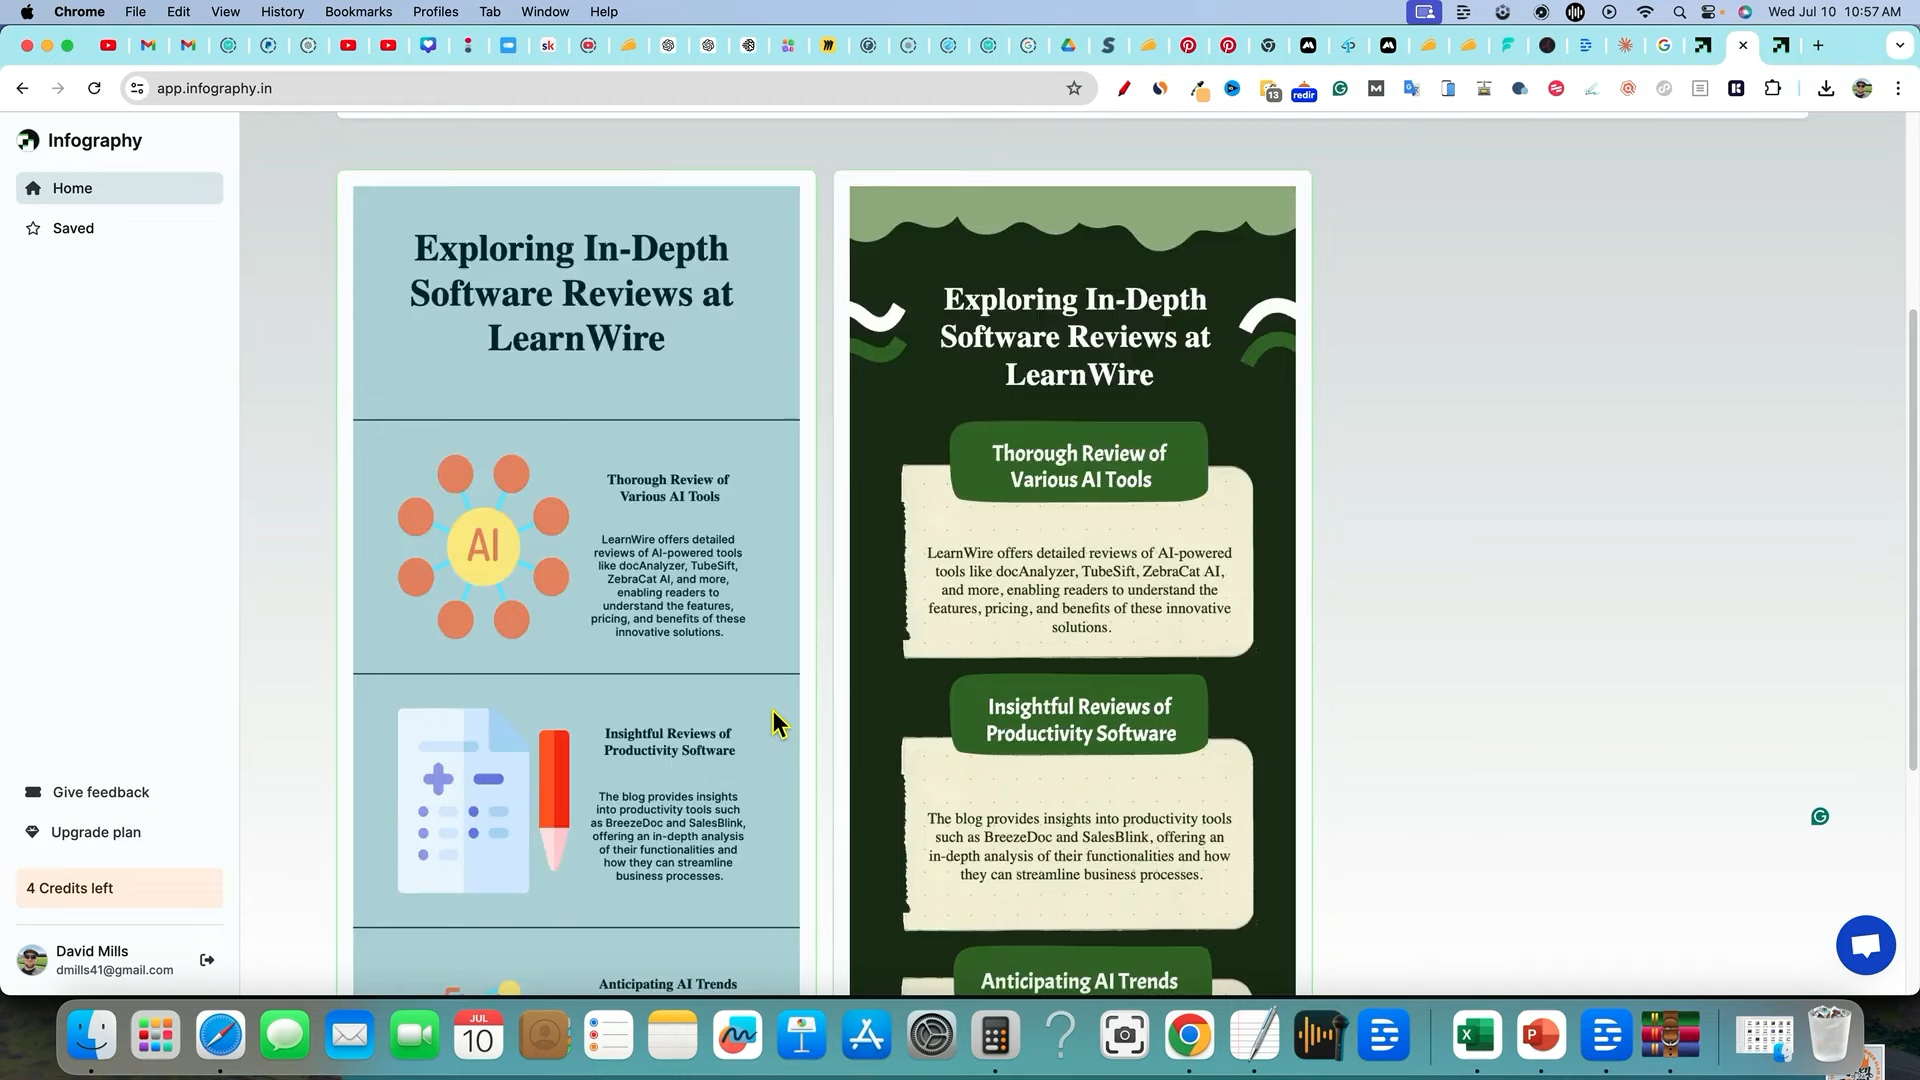 Chrome File Edit View History Bookmarks Profiles Tab Window Help Wed Jul 10 10:57 AM
sk
app.infography.in
13
redir
Infography
Home
Saved
Exploring In-Depth
Software Reviews at
LearnWire
AI
Thorough Review of
Various AI Tools
LearnWire offers detailed
reviews of AI-powered tools
like docAnalyzer, TubeSift,
ZebraCat AI, and more,
enabling readers to
understand the features,
pricing, and benefits of these
innovative solutions.
Insightful Reviews of
Productivity Software
The blog provides insights
into productivity tools such
as BreezeDoc and SalesBlink,
offering an in-depth analysis
of their functionalities and
how they can streamline
business processes.
Anticipating AI Trends
Exploring In-Depth
Software Reviews at
LearnWire
Thorough Review of
Various AI Tools
LearnWire offers detailed reviews of AI-powered
tools like docAnalyzer, TubeSift, ZebraCat AI,
and more, enabling readers to understand the
features, pricing, and benefits of these innovative
solutions.
Insightful Reviews of
Productivity Software
The blog provides insights into productivity tools
such as BreezeDoc and SalesBlink, offering an
in-depth analysis of their functionalities and how
they can streamline business processes.
Anticipating AI Trends
Give feedback
Upgrade plan
4 Credits left
David Mills
dmills41@gmail.com
JUL
10